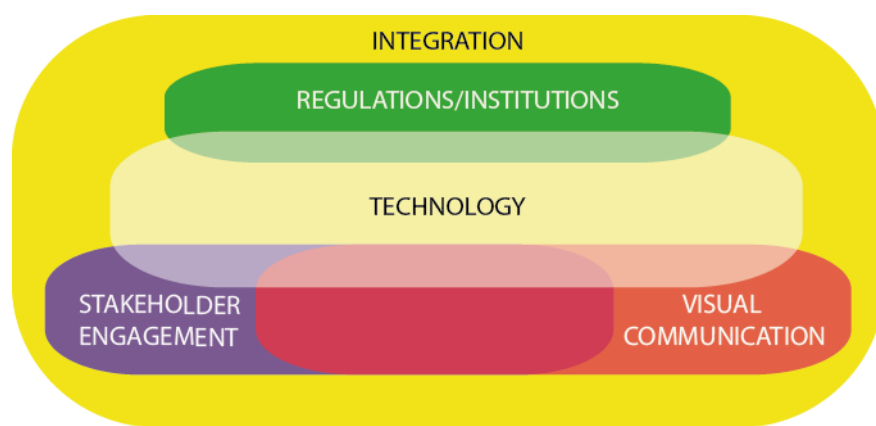 INTEGRATION
REGULATIONS/INSTITUTIONS
TECHNOLOGY
STAKEHOLDER
ENGAGEMENT
VISUAL
COMMUNICATION